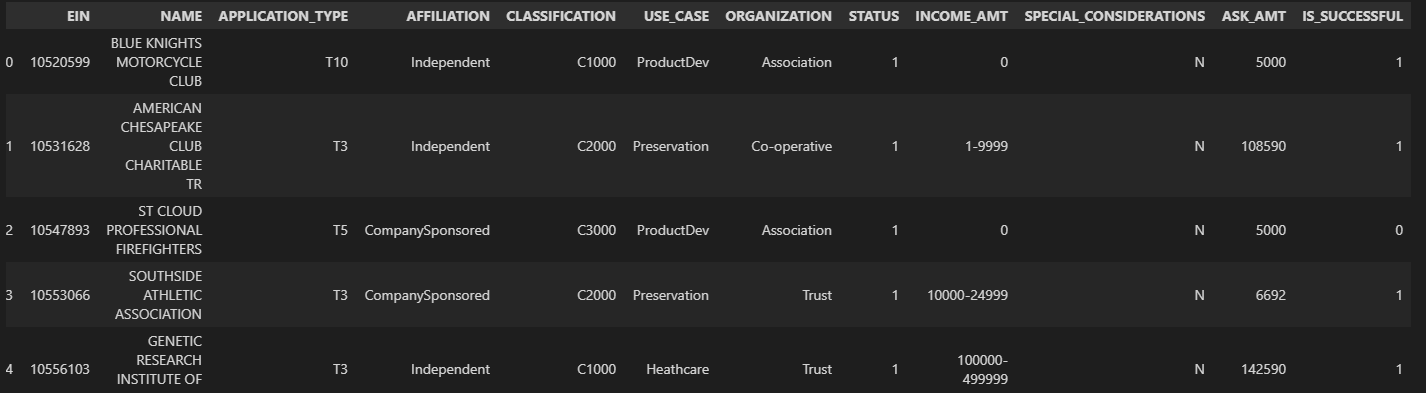 EIN NAME APPLICATION_TYPE AFFILIATION CLASSIFICATION USE_CASE ORGANIZATION STATUS INCOME_AMT SPECIAL_CONSIDERATIONS ASK_AMT IS_SUCCESSFUL
BLUE KNIGHTS
0 10520599 MOTORCYCLE T10 Independent C1000 ProductDev Association 1 0 N 5000 1
CLUB
AMERICAN
CHESAPEAKE
1 10531628 CLUB T3 Independent C2000 Preservation Co-operative 1 1-9999 N 108590 1
CHARITABLE
TR
ST CLOUD
2 10547893 PROFESSIONAL T5 CompanySponsored C3000 ProductDev Association 1 0 N 5000 0
FIREFIGHTERS
SOUTHSIDE
3 10553066 ATHLETIC T3 CompanySponsored C2000 Preservation Trust 1 10000-24999 N 6692 1
ASSOCIATION
GENETIC
RESEARCH 100000-
4 10556103 T3 Independent C1000 Heathcare Trust 1 N 142590 1
INSTITUTE OF 499999